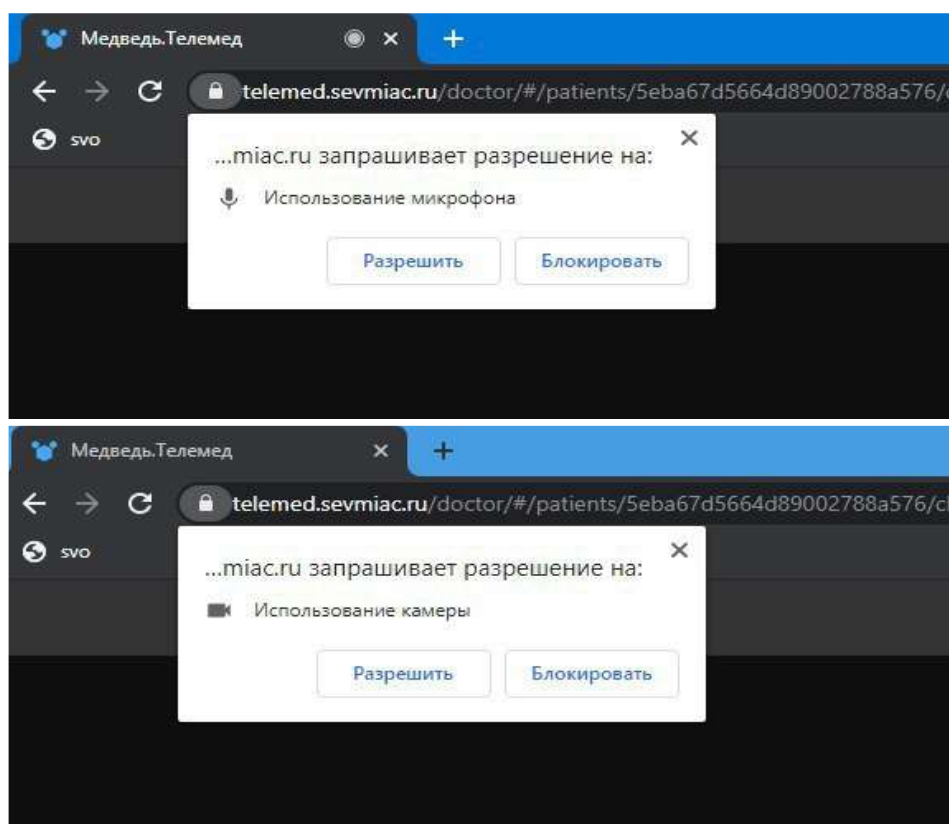 Медведь.Телемед
telemed.sevmiac.ru/doctor/#/patients/5eba67d5664d89002788a576/
svo
...miac.ru запрашивает разрешение на:
Использование микрофона
Разрешить Блокировать
Медведь.Телемед
telemed.sevmiac.ru/doctor/#/patients/5eba67d5664d89002788a576/c
svo
...miac.ru запрашивает разрешение на:
Использование камеры
Разрешить Блокировать